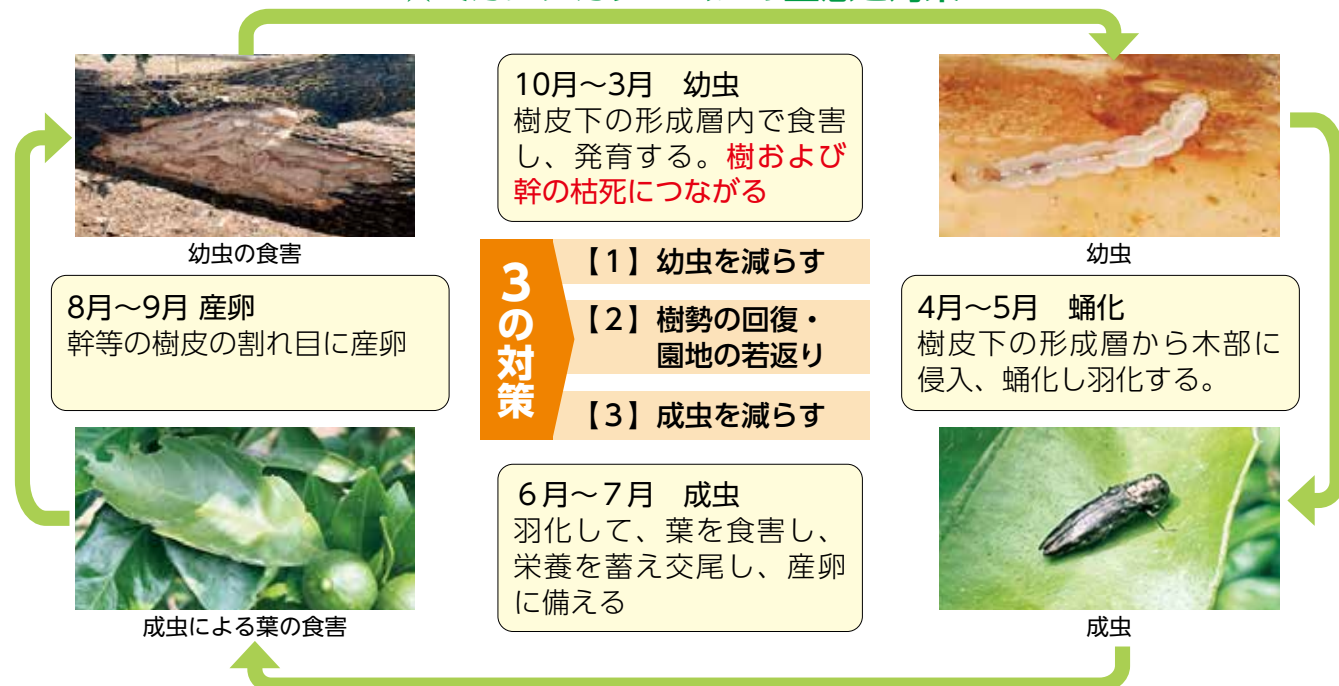 10月～3月　幼虫
樹皮下の形成層内で食害
し、発育する。樹および
幹の枯死につながる
幼虫の食害
幼虫
8月～9月 産卵
幹等の樹皮の割れ目に産卵
3の対策
【1】幼虫を減らす
【2】樹勢の回復・
園地の若返り
【3】成虫を減らす
4月～5月　蛹化
樹皮下の形成層から木部に
侵入、蛹化し羽化する。
6月～7月　成虫
羽化して、葉を食害し、
栄養を蓄え交尾し、産卵
に備える
成虫による葉の食害
成虫